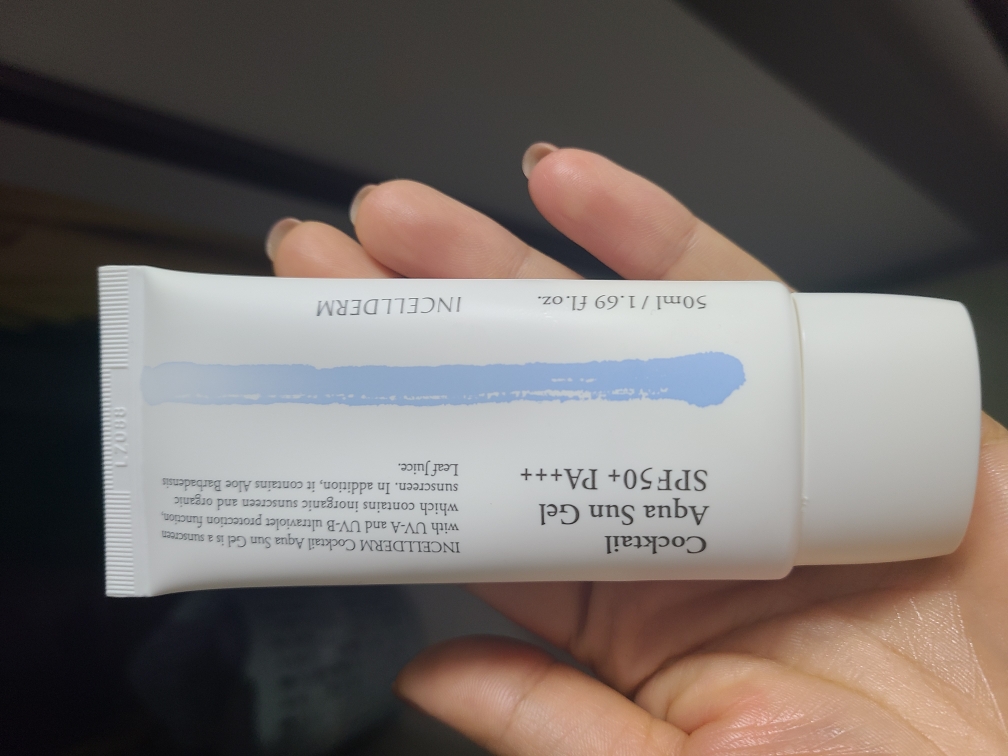 Cocktail
Aqua Sun Gel
SPF50+ PA+++
INCELLDERM Cocktail Aqua Sun Gel is a sunscreen
with UV-A and UV-B ultraviolet protection function,
which contains inorganic sunscreen and organic
sunscreen. In addition, it contains Aloe Barbadensis
Leaf Juice.
50ml / 1.69 fl.oz.
INCELLDERM